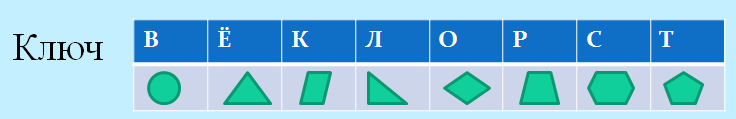 Ключ В Ё К Л О Р С Т